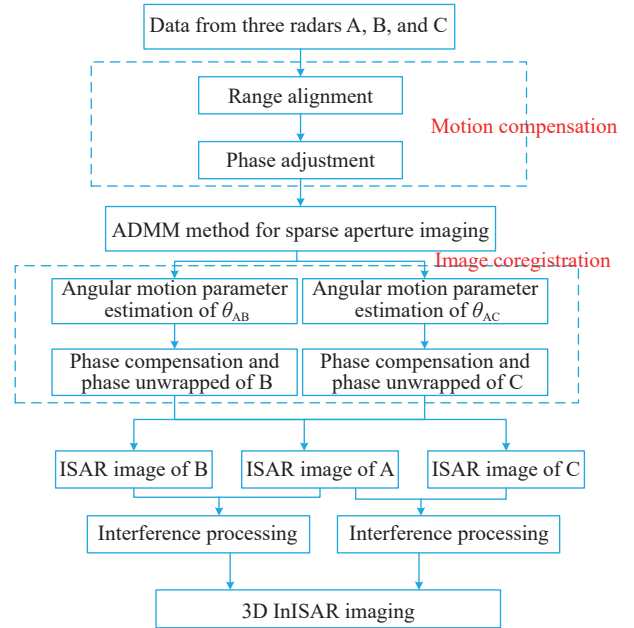 Data from three radars A, B, and C
Range alignment
Motion compensation
Phase adjustment
ADMM method for sparse aperture imaging
Image coregistration
Angular motion parameter
estimation of θAB
Angular motion parameter
estimation of θAC
Phase compensation and
phase unwrapped of B
Phase compensation and
phase unwrapped of C
ISAR image of B
ISAR image of A
ISAR image of C
Interference processing
Interference processing
3D InISAR imaging